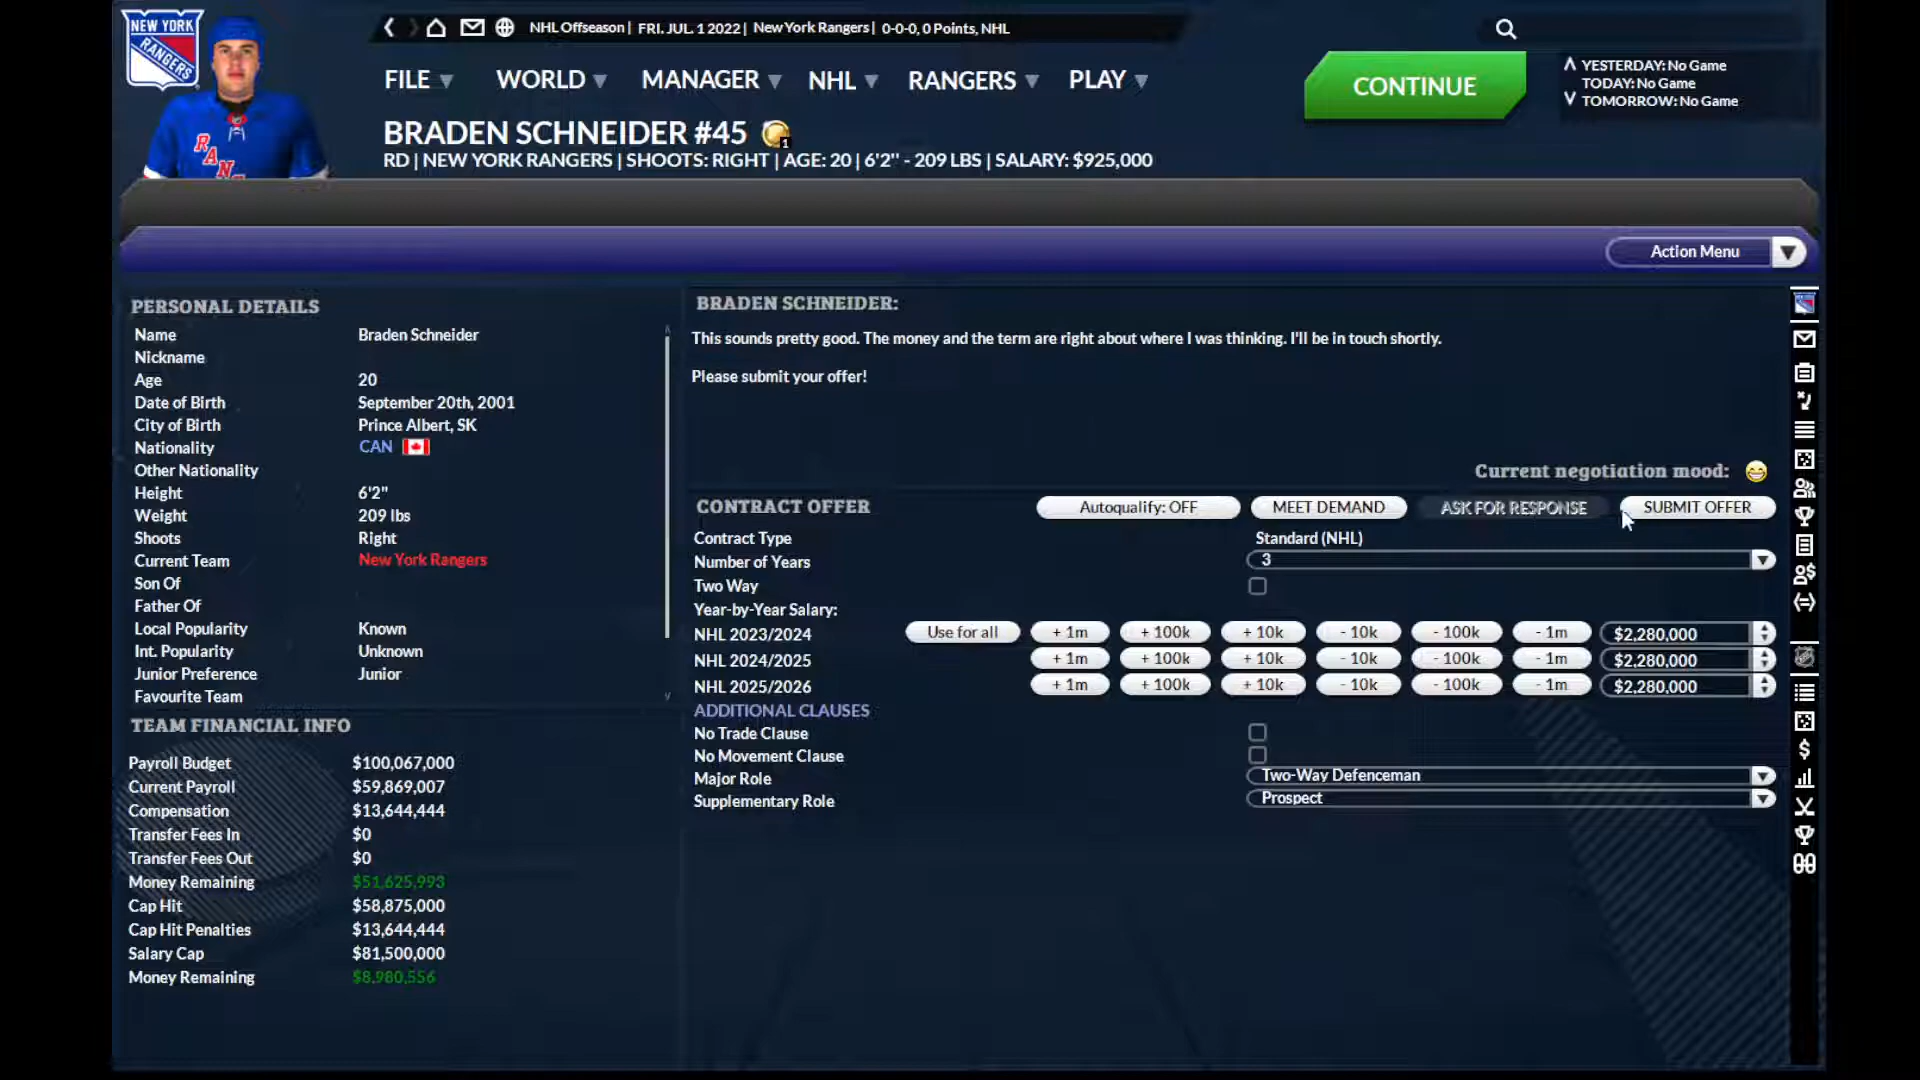 NEW YORK
RANGERS
NHL Offseason | FRI. JUL. 1 2022 | New York Rangers | 0-0-0, 0 Points, NHL
FILE WORLD MANAGER NHL RANGERS PLAY
CONTINUE
YESTERDAY: No Game
TODAY: No Game
TOMORROW: No Game
BRADEN SCHNEIDER #45
1
RD | NEW YORK RANGERS | SHOOTS: RIGHT | AGE: 20 | 6'2" - 209 LBS | SALARY: $925,000
Action Menu
PERSONAL DETAILS
Name Braden Schneider
Nickname
Age 20
Date of Birth September 20th, 2001
City of Birth Prince Albert, SK
Nationality CAN
Other Nationality
Height 6'2"
Weight 209 lbs
Shoots Right
Current Team New York Rangers
Son Of
Father Of
Local Popularity Known
Int. Popularity Unknown
Junior Preference Junior
Favourite Team
TEAM FINANCIAL INFO
Payroll Budget $100,067,000
Current Payroll $59,869,007
Compensation $13,644,444
Transfer Fees In $0
Transfer Fees Out $0
Money Remaining $51,625,993
Cap Hit $58,875,000
Cap Hit Penalties $13,644,444
Salary Cap $81,500,000
Money Remaining $8,980,556
BRADEN SCHNEIDER:
This sounds pretty good. The money and the term are right about where I was thinking. I'll be in touch shortly.
Please submit your offer!
Current negotiation mood:
CONTRACT OFFER Autoqualify: OFF MEET DEMAND ASK FOR RESPONSE SUBMIT OFFER
Contract Type Standard (NHL)
Number of Years 3
Two Way
Year-by-Year Salary:
NHL 2023/2024 Use for all + 1m + 100k + 10k - 10k - 100k - 1m $2,280,000
NHL 2024/2025 + 1m + 100k + 10k - 10k - 100k - 1m $2,280,000
NHL 2025/2026 + 1m + 100k + 10k - 10k - 100k - 1m $2,280,000
ADDITIONAL CLAUSES
No Trade Clause
No Movement Clause
Major Role Two-Way Defenceman
Supplementary Role Prospect